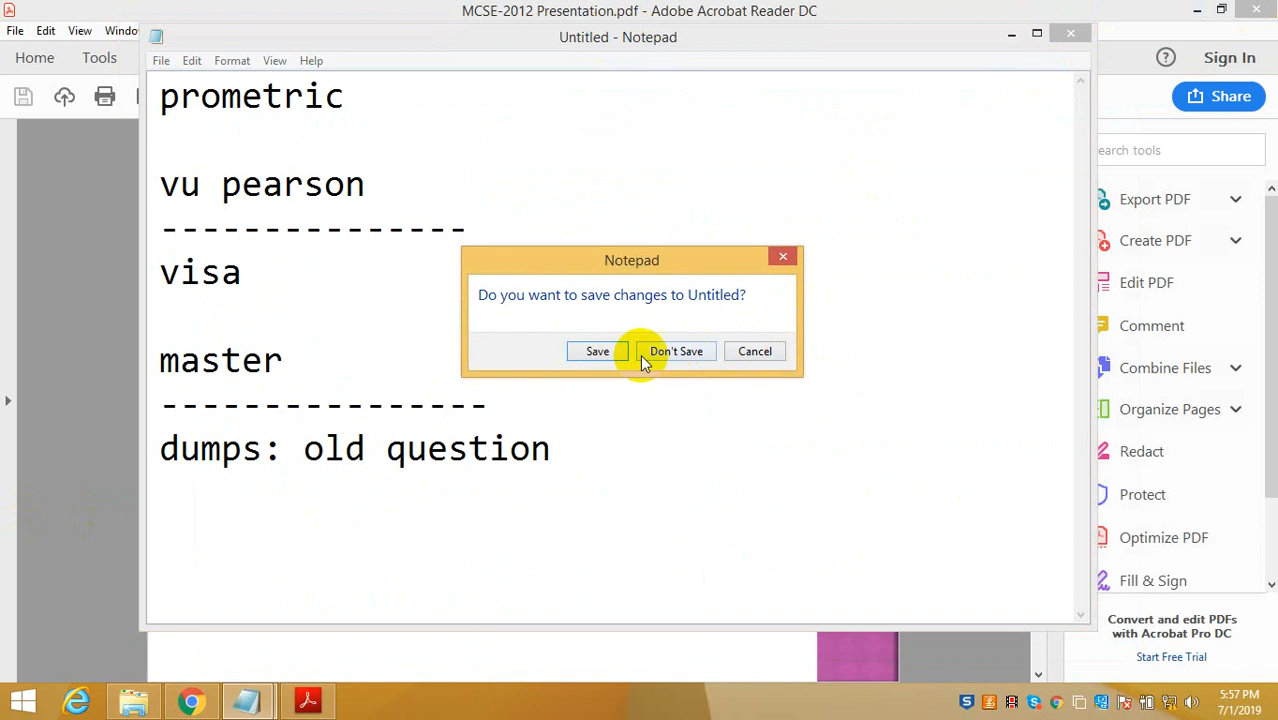 MCSE-2012 Presentation.pdf - Adobe Acrobat Reader DC
File Edit View Windo
Untitled - Notepad
Home Tools
Sign In
File Edit Format View Help
Share
prometric
vu pearson
---------------
visa
master
----------------
dumps: old question
Notepad
Do you want to save changes to Untitled?
Save Don't Save Cancel
earch tools
Export PDF
Create PDF
Edit PDF
Comment
Combine Files
Organize Pages
Redact
Protect
Optimize PDF
Fill & Sign
Convert and edit PDFs
with Acrobat Pro DC
Start Free Trial
5:57 PM
7/1/2019